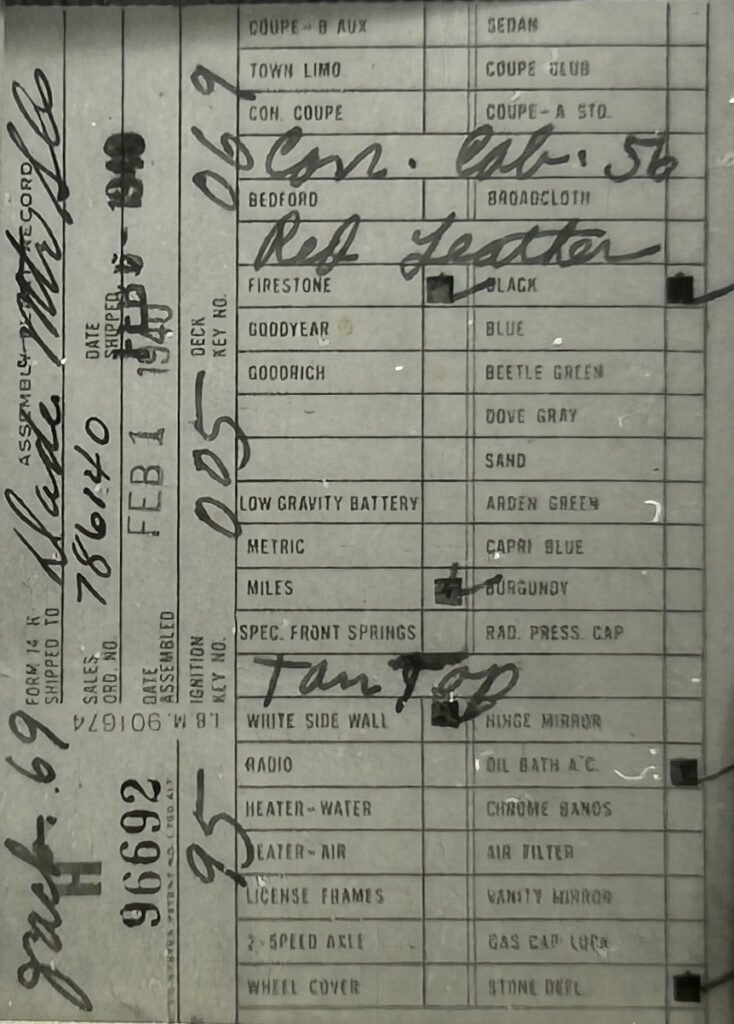 COUPE-B AUX SEDAN
TOWN LIMO. COUPE CLUB
CON. COUPE COUPE-A STD.
Con. Cab. 56
BEDFORD BROADCLOTH
Red Leather
FIRESTONE BLACK
GOODYEAR BLUE
GOODRICH BEETLE GREEN
DOVE GRAY
SAND
LOW GRAVITY BATTERY ARDEN GREEN
METRIC CAPRI BLUE
MILES BURGUNDY
SPEC. FRONT SPRINGS RAD. PRESS. CAP
Tan Top
WHITE SIDE WALL HINGE MIRROR
RADIO OIL BATH A.C.
HEATER-WATER CHROME BANDS
HEATER-AIR AIR FILTER
LICENSE FRAMES VANITY MIRROR
2-SPEED AXLE GAS CAP LOCK
WHEEL COVER STONE DEFL.
FORM 14 R ASSEMBLY RECORD
SHIPPED TO
SALES ORD. NO. 786140
DATE SHIPPED FEB 1940
DATE ASSEMBLED FEB 1 1940
IGNITION KEY NO. 005 DECK KEY NO. 069
I.B.M. 901674
69
H
96692
95